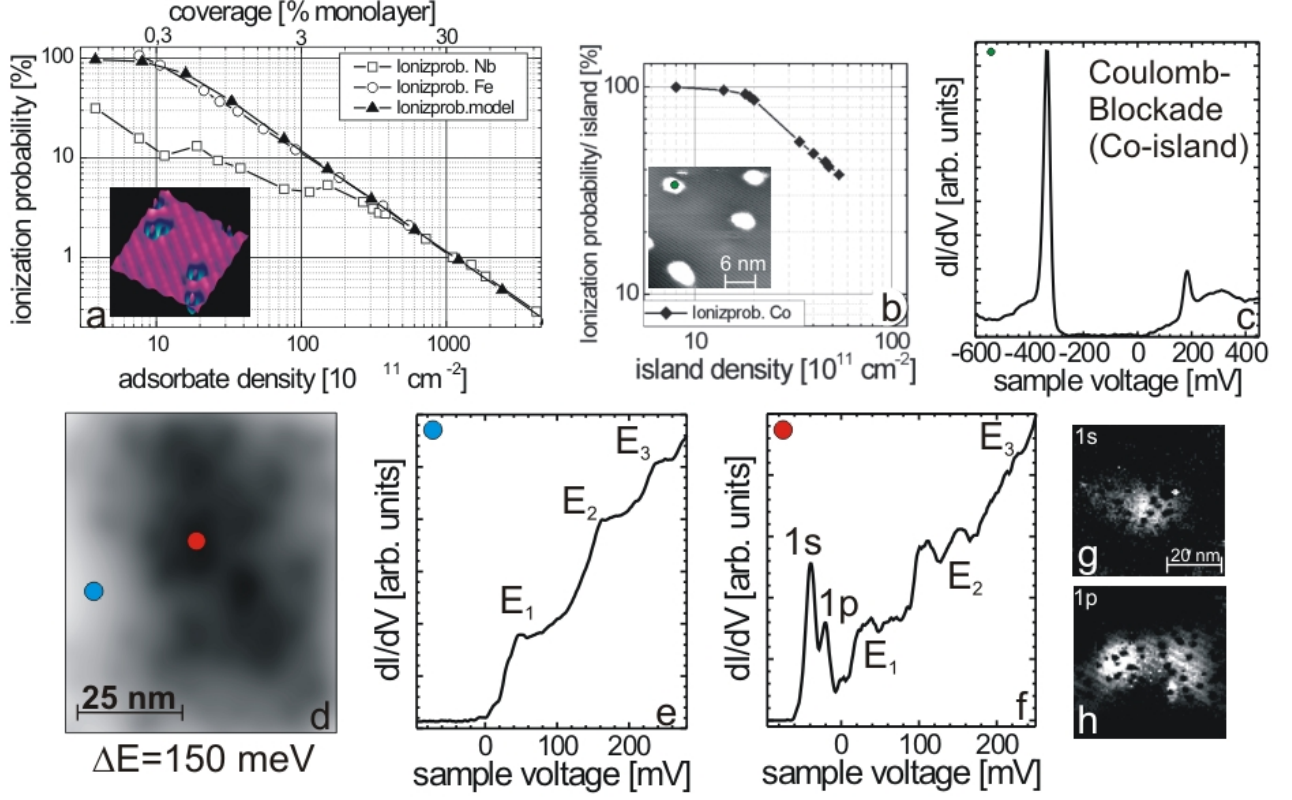 coverage [% monolayer]
0,3 3 30
100
10
1
ionization probability [%]
Ionizprob. Nb
Ionizprob. Fe
Ionizprob.model
a
10 100 1000
adsorbate density [10 11 cm-2]
Ionization probability/ island [%]
100
10
6 nm
Ionizprob. Co
b
10 100
island density [10^11 cm-2]
dI/dV [arb. units]
Coulomb-
Blockade
(Co-island)
c
-600 -400 -200 0 200 400
sample voltage [mV]
25 nm
d
ΔE=150 meV
dI/dV [arb. units]
E1
E2
E3
e
0 100 200
sample voltage [mV]
dI/dV [arb. units]
1s
1p
E1
E2
E3
f
0 100 200
sample voltage [mV]
1s
g
20 nm
1p
h